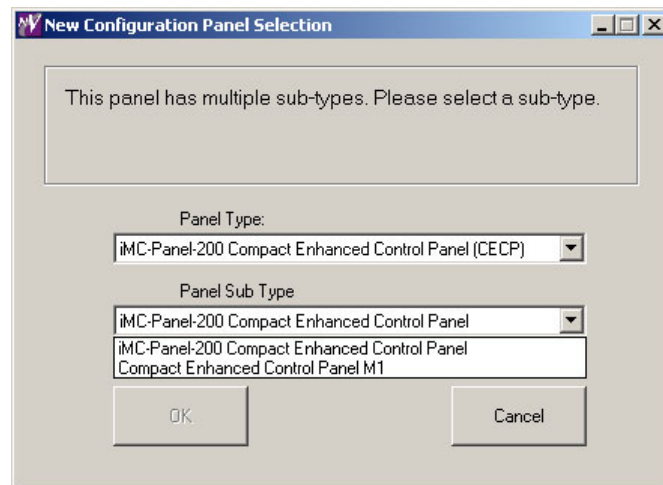 New Configuration Panel Selection
This panel has multiple sub-types. Please select a sub-type.
Panel Type:
iMC-Panel-200 Compact Enhanced Control Panel (CECP)
Panel Sub Type
iMC-Panel-200 Compact Enhanced Control Panel
iMC-Panel-200 Compact Enhanced Control Panel
Compact Enhanced Control Panel M1
OK
Cancel